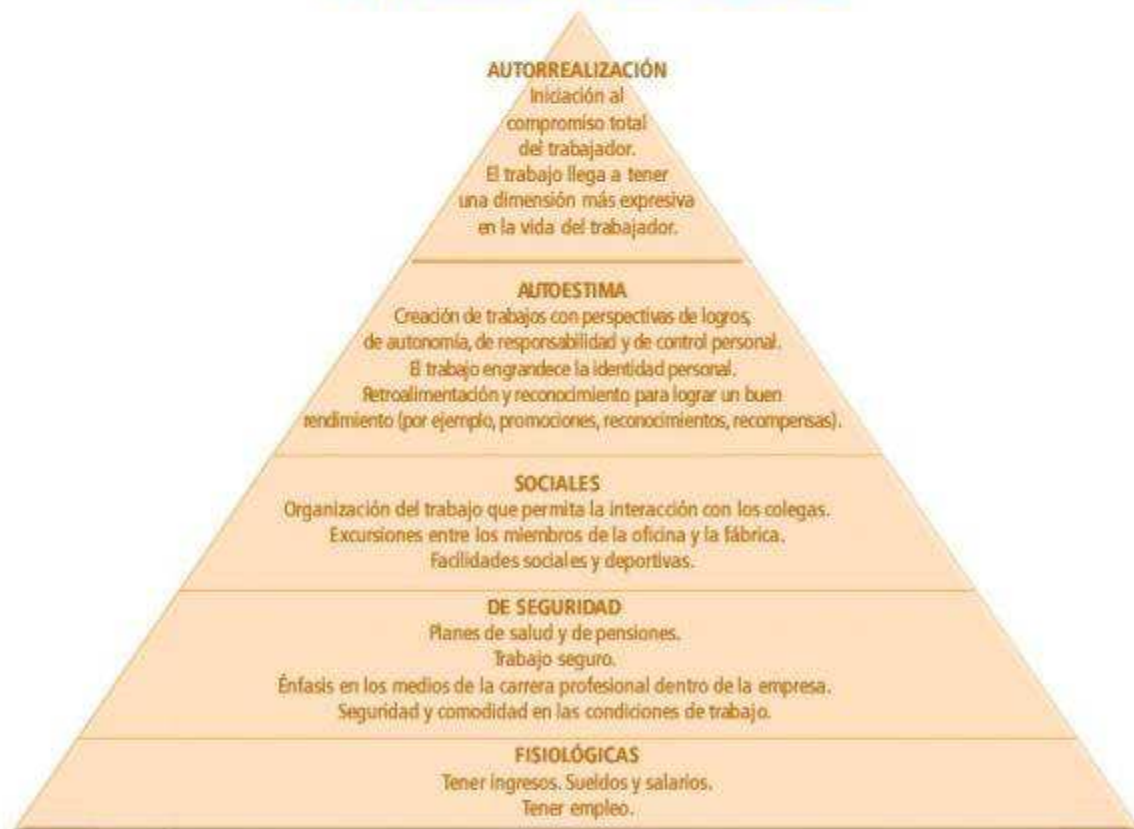 AUTORREALIZACIÓN
Iniciación al
compromiso total
del trabajador.
El trabajo llega a tener
una dimensión más expresiva
en la vida del trabajador.
AUTOESTIMA
Creación de trabajos con perspectivas de logros,
de autonomía, de responsabilidad y de control personal.
El trabajo engrandece la identidad personal.
Retroalimentación y reconocimiento para lograr un buen
rendimiento (por ejemplo, promociones, reconocimientos, recompensas).
SOCIALES
Organización del trabajo que permita la interacción con los colegas.
Excursiones entre los miembros de la oficina y la fábrica.
Facilidades sociales y deportivas.
DE SEGURIDAD
Planes de salud y de pensiones.
Trabajo seguro.
Énfasis en los medios de la carrera profesional dentro de la empresa.
Seguridad y comodidad en las condiciones de trabajo.
FISIOLÓGICAS
Tener ingresos. Sueldos y salarios.
Tener empleo.